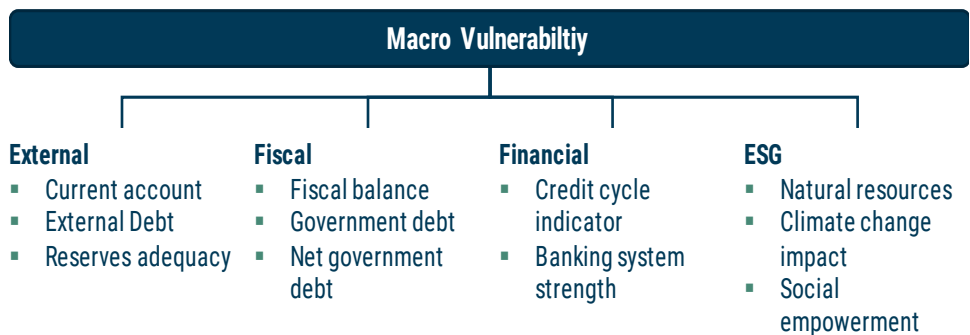 Macro Vulnerabiltiy
External
▪ Current account
▪ External Debt
▪ Reserves adequacy
Fiscal
▪ Fiscal balance
▪ Government debt
▪ Net government
debt
Financial
▪ Credit cycle
indicator
▪ Banking system
strength
ESG
▪ Natural resources
▪ Climate change
impact
▪ Social
empowerment